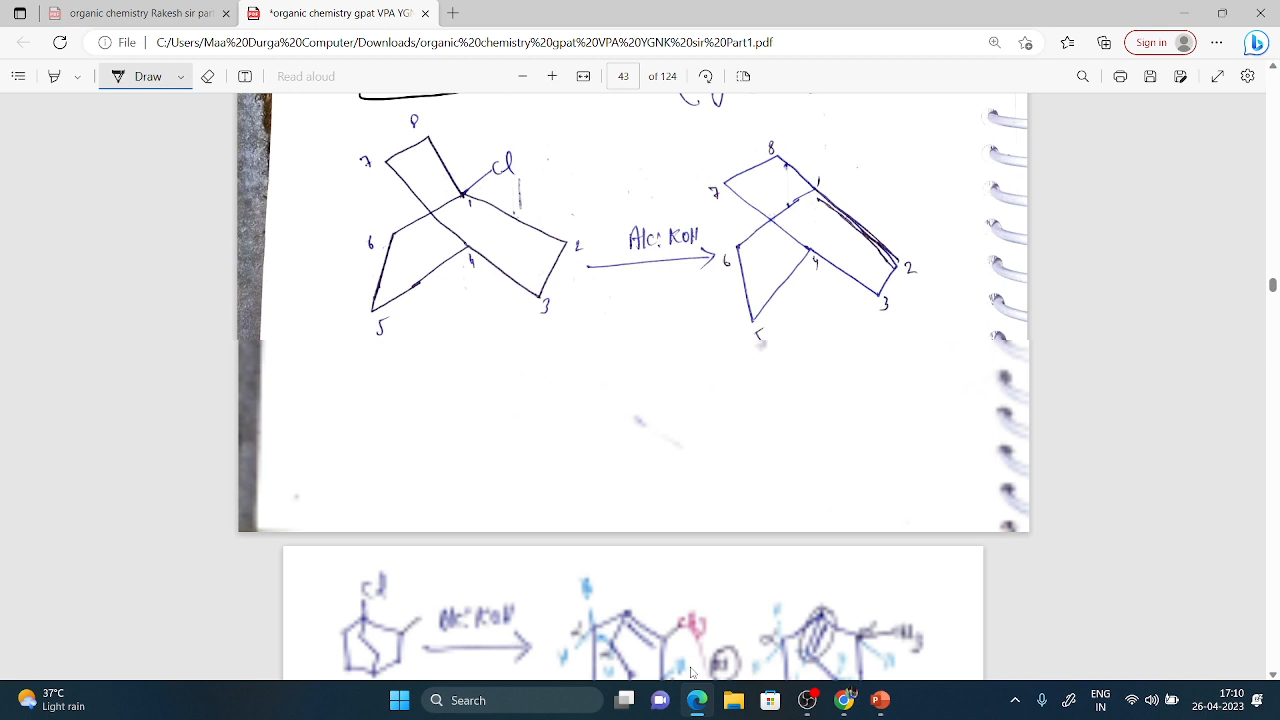 organic chemistry Rakesh sir part
*organic chemistry gpat VPA YGN
File
C:/Users/Maa%20Durga%20Computer/Downloads/organic%20chemistry%20gpat%20VPA%20YGNK%20sir%20Part1.pdf
Sign in
Draw
Read aloud
43 of 124
8
7
Cl
1
6
2
4
3
5
Alc: KOH
8
7
1
6
4
2
3
5
Cl
Alc: KOH
37°C
Light rain
Search
ENG
IN
17:10
26-04-2023